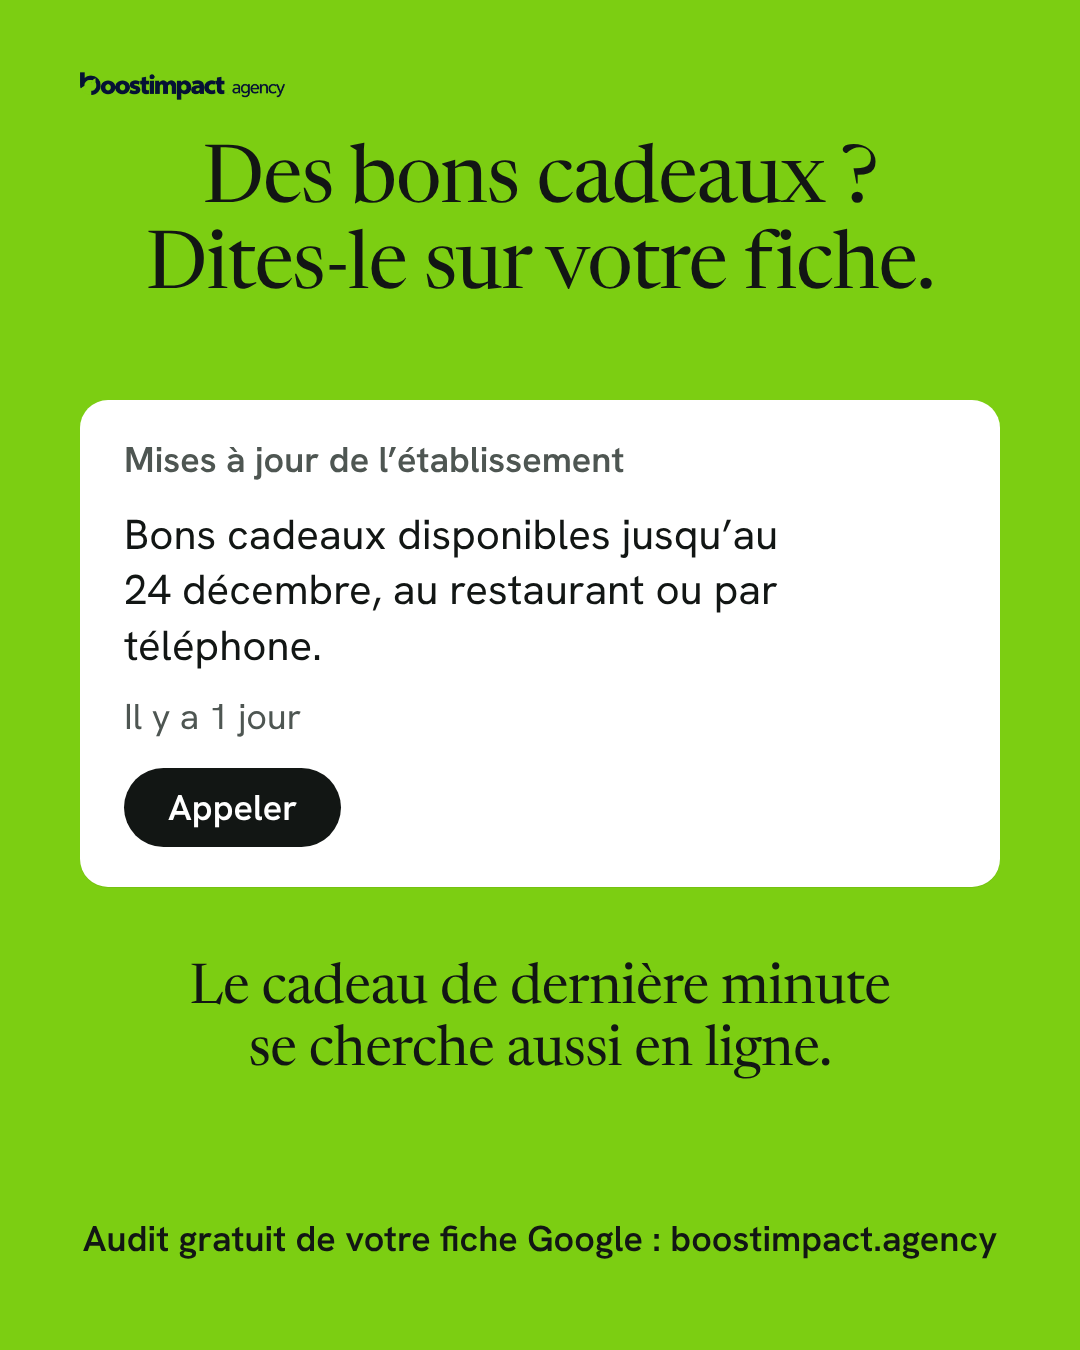 boostimpact agency
Des bons cadeaux ?
Dites-le sur votre fiche.
Mises à jour de l’établissement
Bons cadeaux disponibles jusqu’au
24 décembre, au restaurant ou par
téléphone.
Il y a 1 jour
Appeler
Le cadeau de dernière minute
se cherche aussi en ligne.
Audit gratuit de votre fiche Google : boostimpact.agency